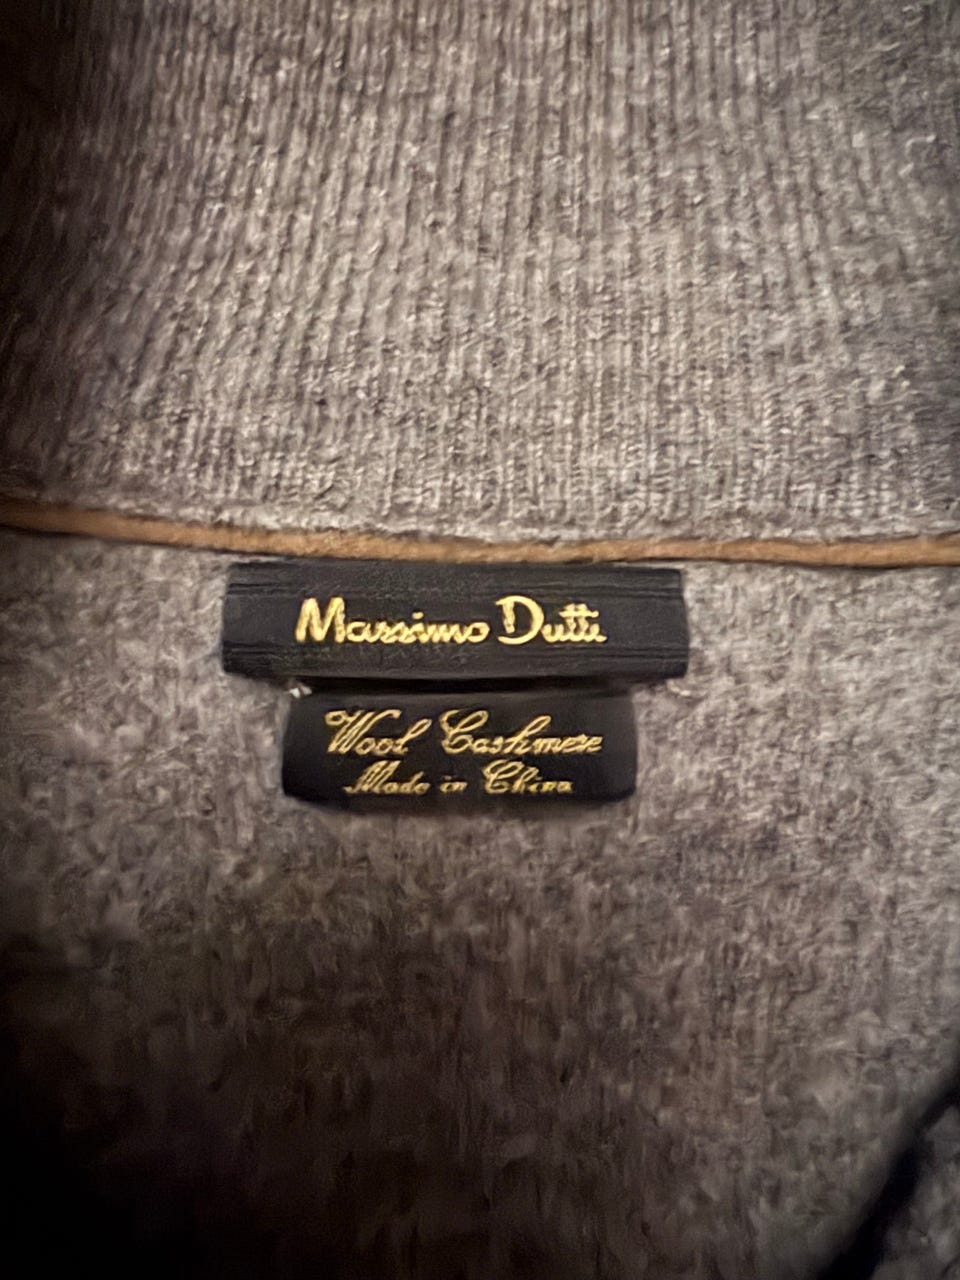 Massimo Dutti
Wool Cashmere
Made in China